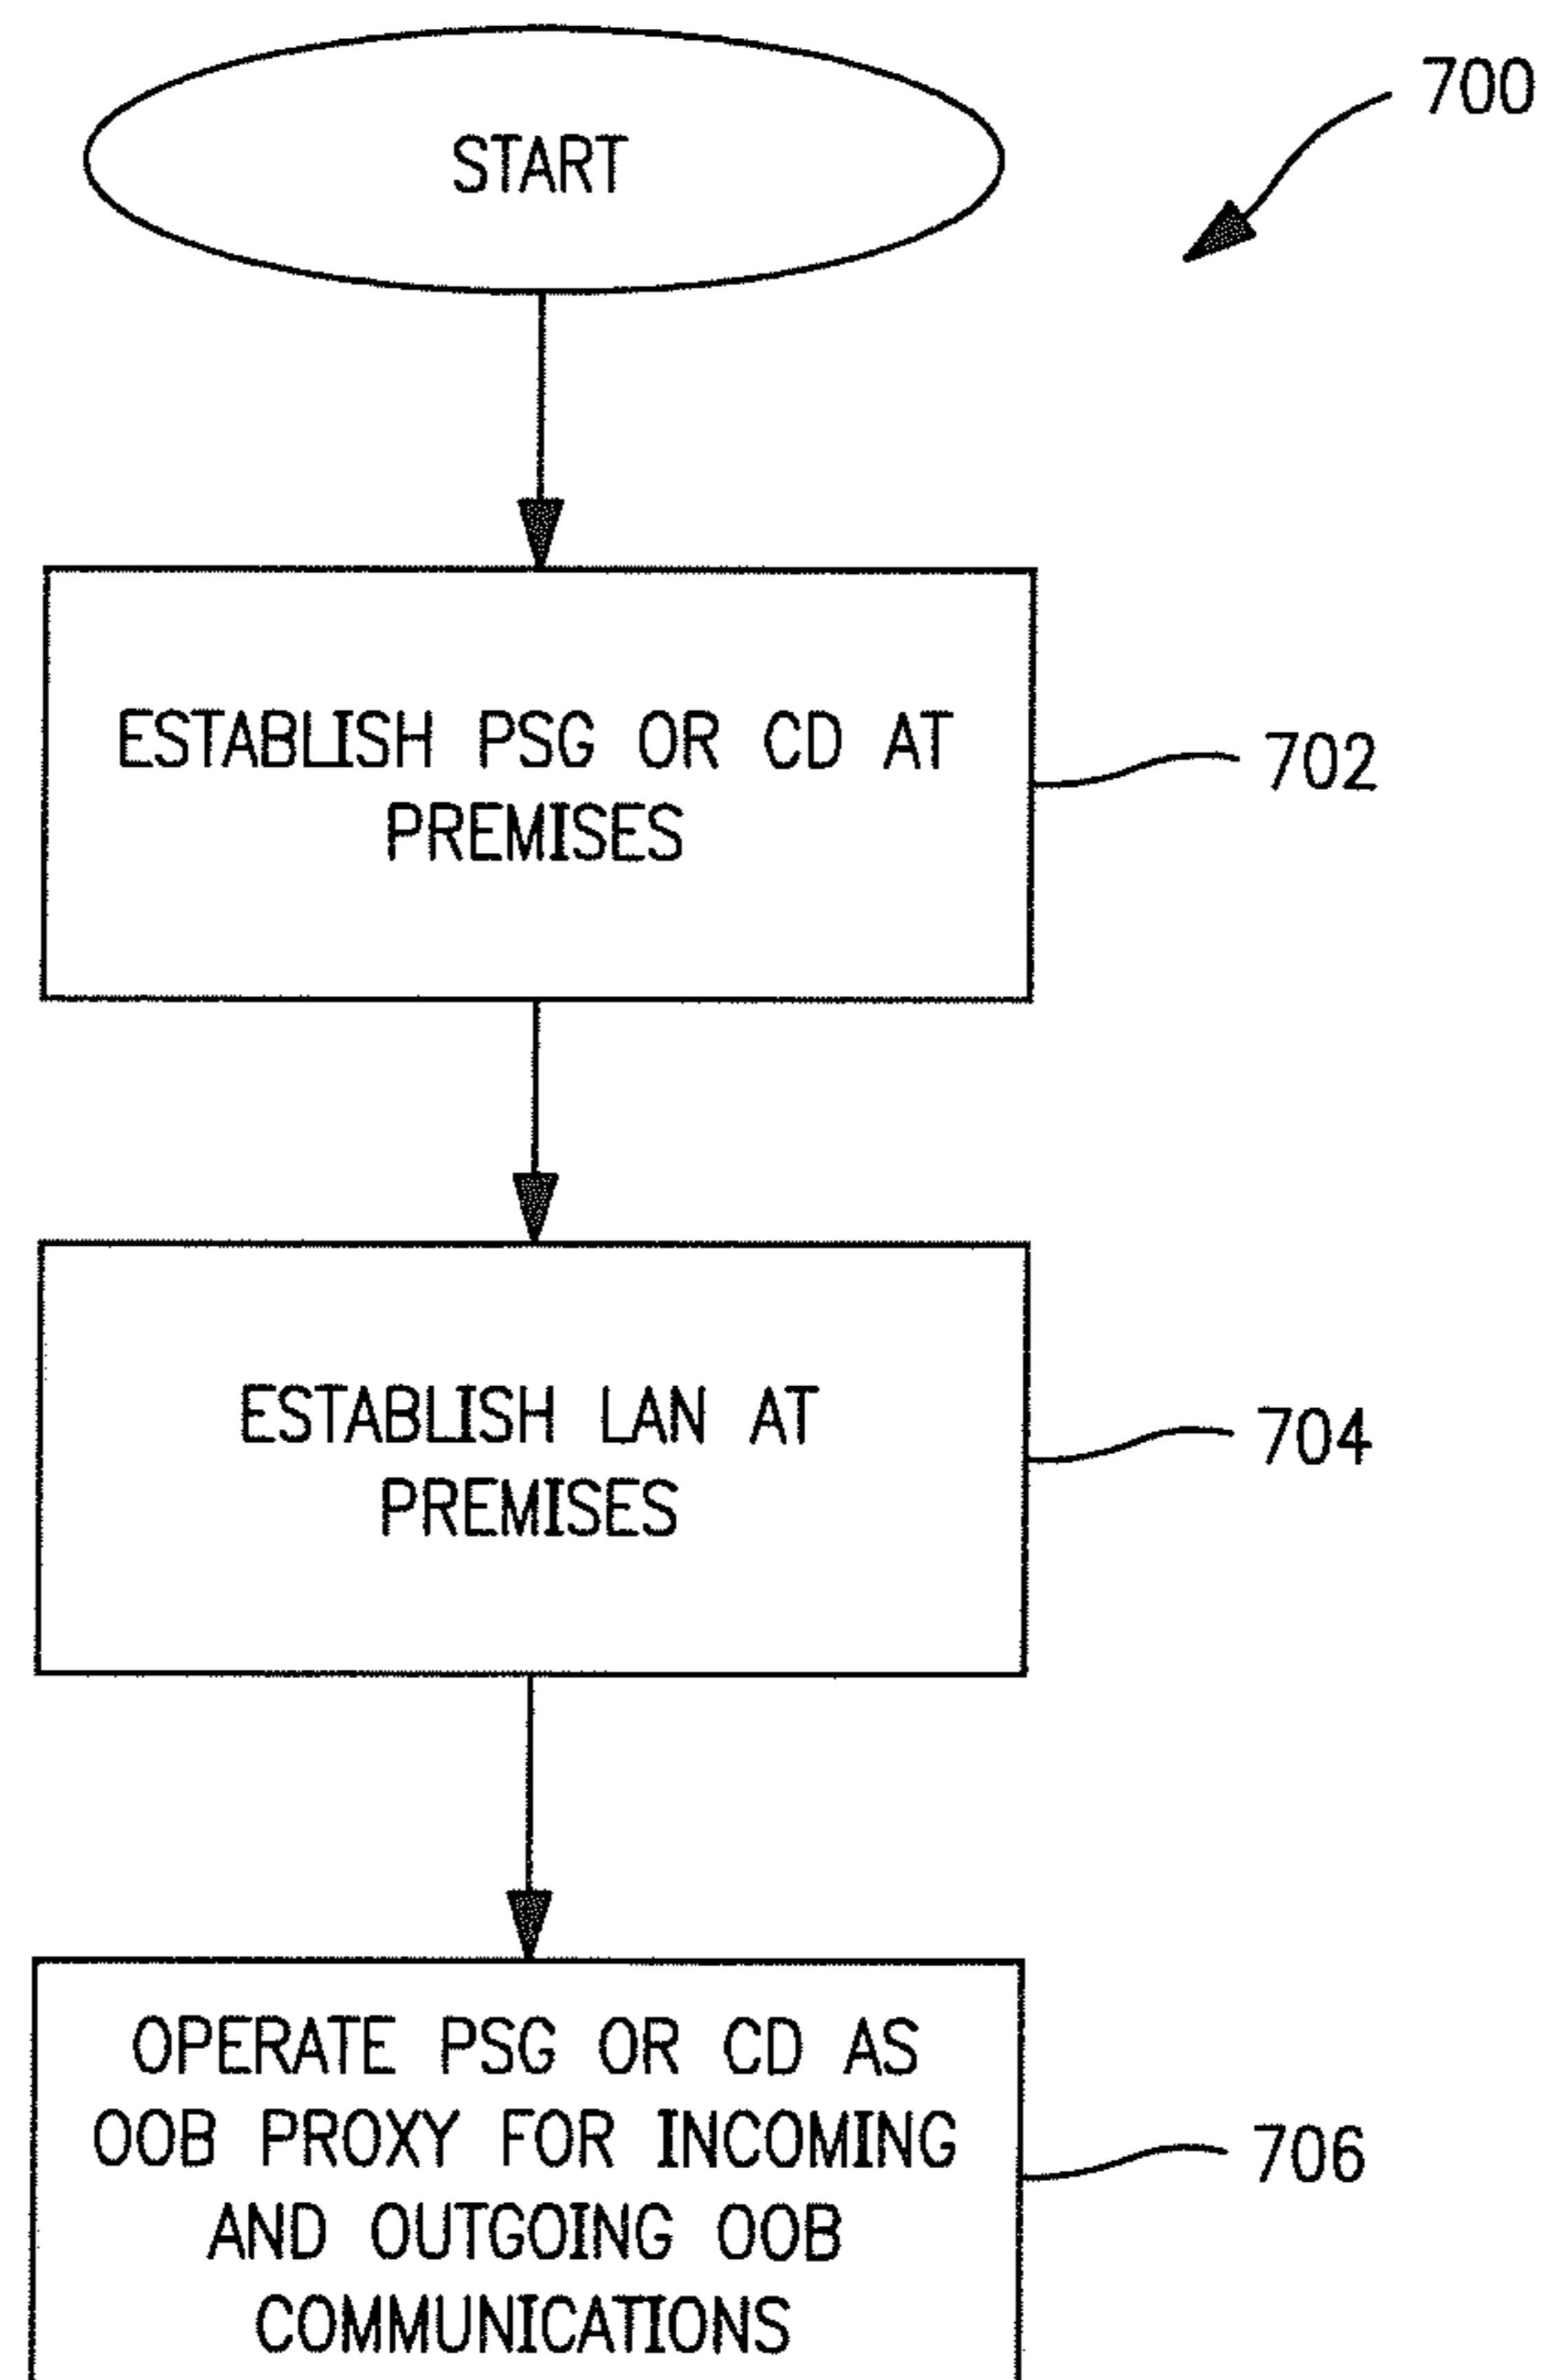 START
700
ESTABLISH PSG OR CD AT
PREMISES
702
ESTABLISH LAN AT
PREMISES
704
OPERATE PSG OR CD AS
OOB PROXY FOR INCOMING
AND OUTGOING OOB
COMMUNICATIONS
706